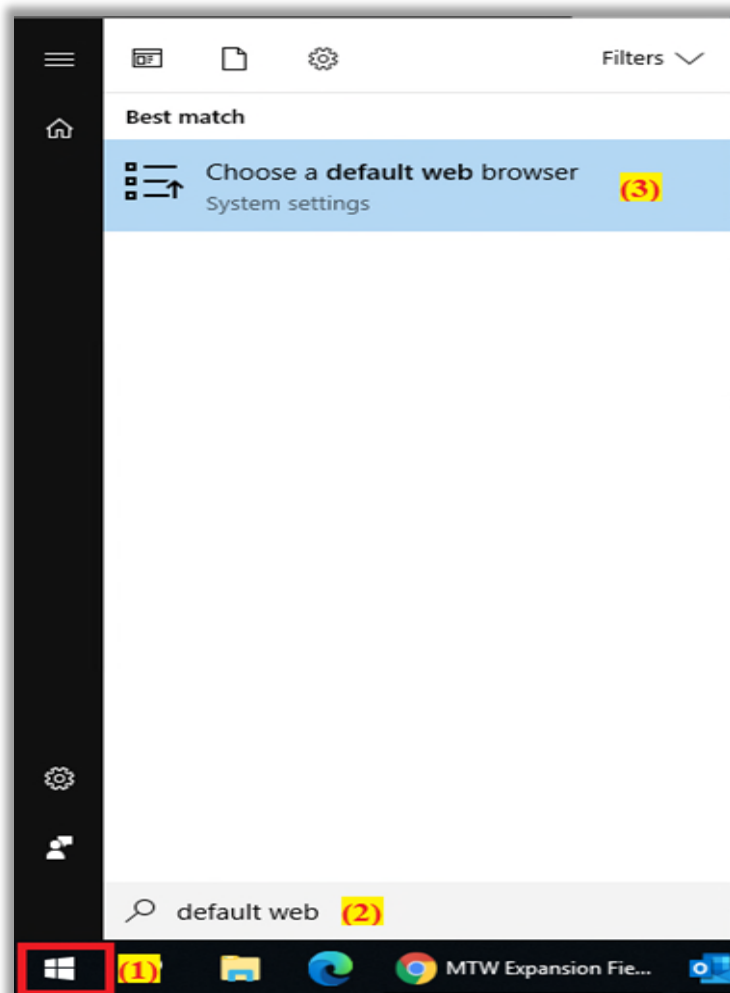 Filters
Best match
Choose a default web browser
(3)
System settings
default web (2)
(1)
MTW Expansion Fie...